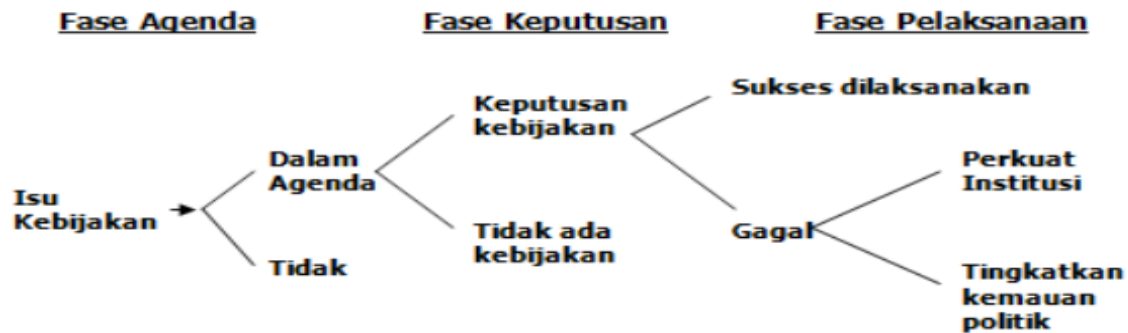 Fase Agenda
Fase Keputusan
Fase Pelaksanaan
Isu
Kebijakan
Dalam
Agenda
Tidak
Keputusan
kebijakan
Tidak ada
kebijakan
Sukses dilaksanakan
Gagal
Perkuat
Institusi
Tingkatkan
kemauan
politik